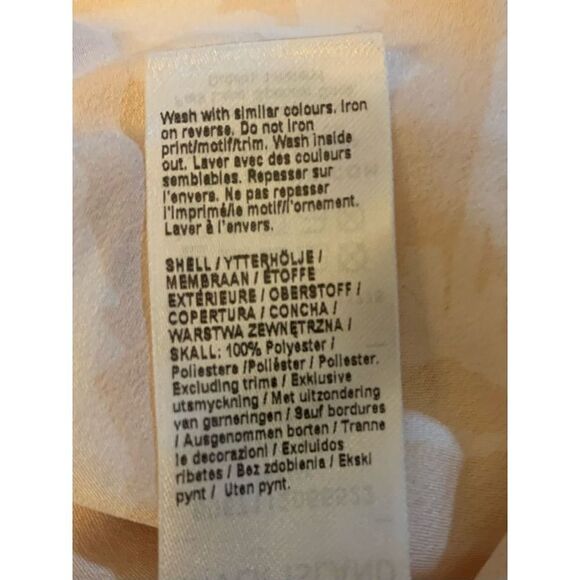 Wash with similar colours. Iron
on reverse. Do not iron
print/motif/trim. Wash inside
out. Laver avec des couleurs
semblables. Repasser sur
l'envers. Ne pas repasser
l'imprimé/le motif/l'ornement.
Laver à l'envers.
SHELL / YTTERHÖLJE /
MEMBRAAN / ÉTOFFE
EXTÉRIEURE / OBERSTOFF /
COPERTURA / CONCHA /
WARSTWA ZEWNĘTRZNA /
SKALL: 100% Polyester /
Poliestere /Poliéster / Poliester.
Excluding trims / Exklusive
utsmyckning / Met uitzondering
van garneringen / Sauf bordures
/ Ausgenommen borten / Tranne
le decorazioni / Excluidos
ribetes / Bez zdobienia / Ekskl
pynt / Uten pynt.